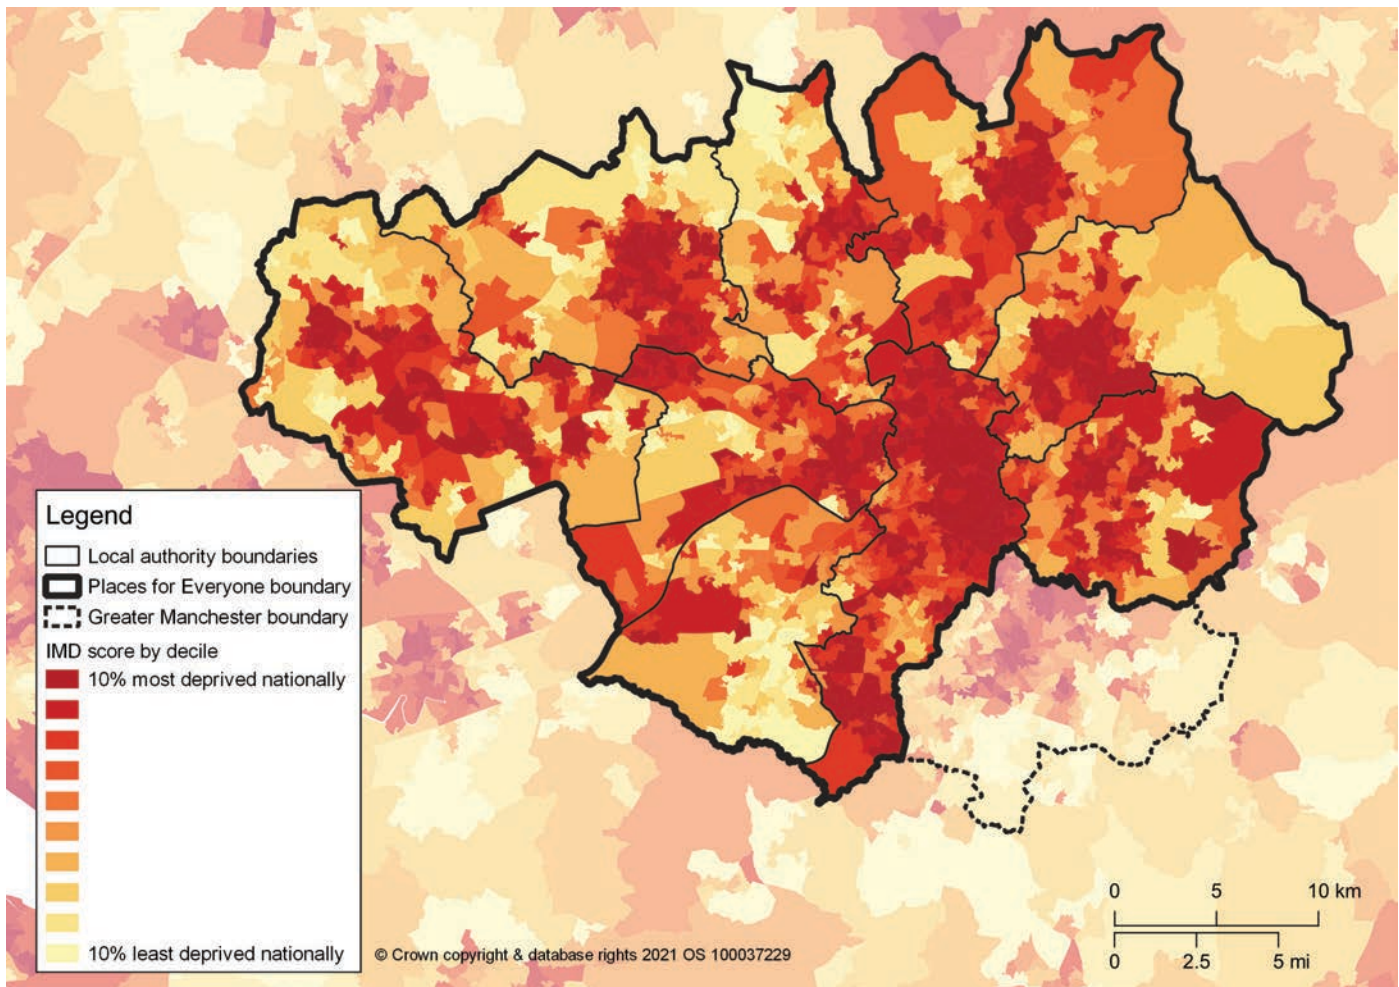 Legend
Local authority boundaries
Places for Everyone boundary
Greater Manchester boundary
IMD score by decile
10% most deprived nationally
10% least deprived nationally
© Crown copyright & database rights 2021 OS 100037229
0 5 10 km
0 2.5 5 mi